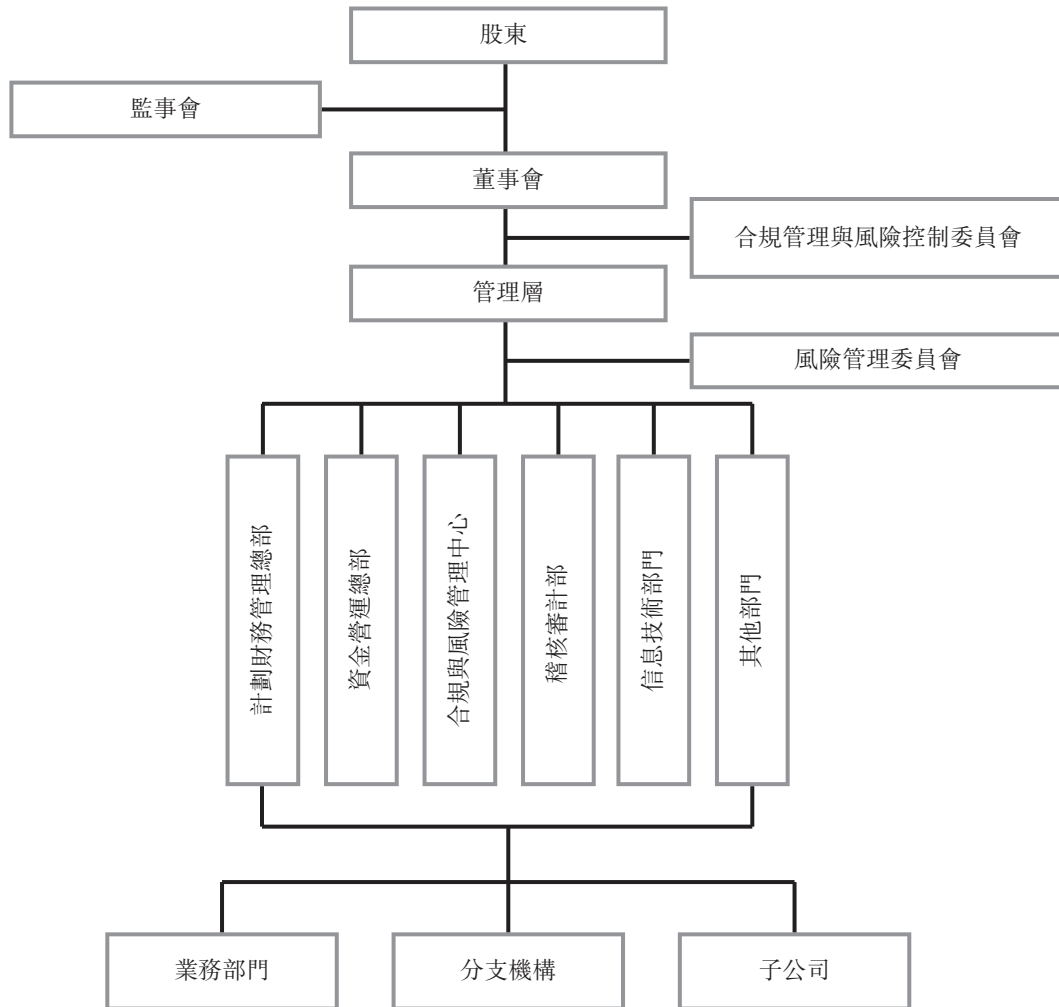 股東
監事會
董事會
合規管理與風險控制委員會
管理層
風險管理委員會
計劃財務管理總部
資金營運總部
合規與風險管理中心
稽核審計部
信息技術部門
其他部門
業務部門
分支機構
子公司